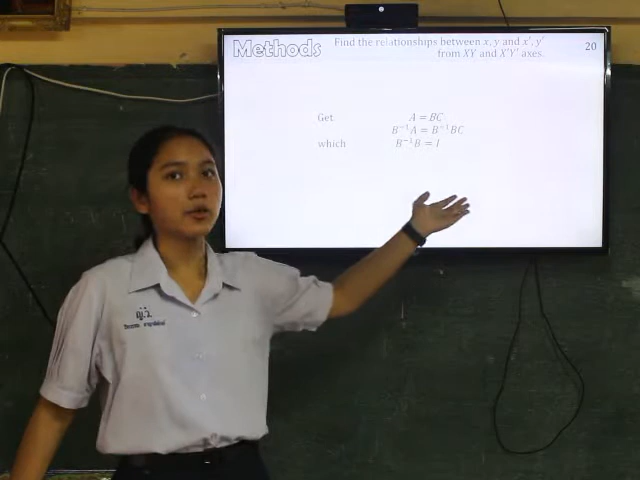 Methods
Find the relationships between x, y and x', y'
from XY and X'Y' axes.
20
Get A = BC
B⁻¹A = B⁻¹BC
which B⁻¹B = I